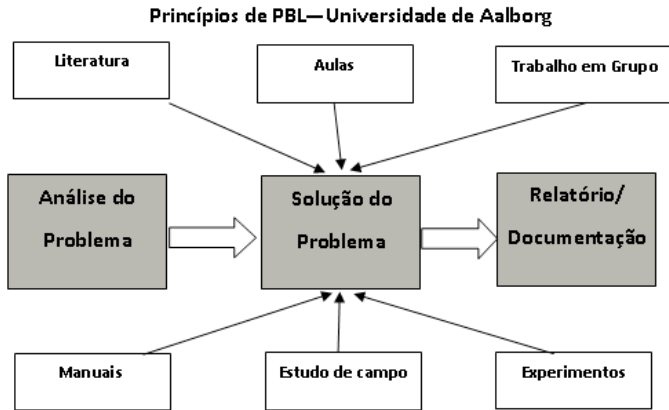 Princípios de PBL—Universidade de Aalborg
Literatura
Aulas
Trabalho em Grupo
Análise do
Problema
Solução do
Problema
Relatório/
Documentação
Manuais
Estudo de campo
Experimentos